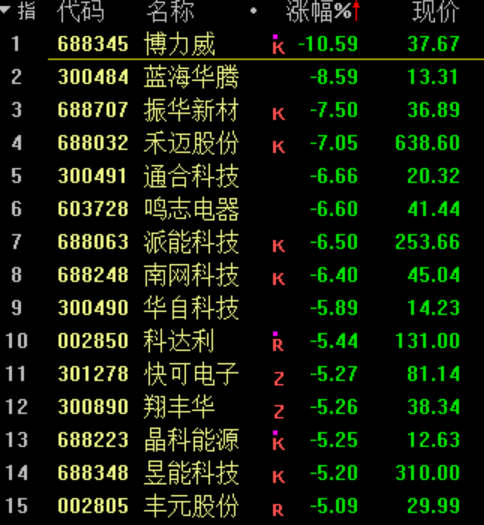 指 代码 名称 涨幅%↑ 现价
1 688345 博力威 K -10.59 37.67
2 300484 蓝海华腾 -8.59 13.31
3 688707 振华新材 K -7.50 36.89
4 688032 禾迈股份 K -7.05 638.60
5 300491 通合科技 -6.66 20.32
6 603728 鸣志电器 -6.60 41.44
7 688063 派能科技 K -6.50 253.66
8 688248 南网科技 K -6.40 45.04
9 300490 华自科技 -5.89 14.23
10 002850 科达利 R -5.44 131.00
11 301278 快可电子 Z -5.27 81.14
12 300890 翔丰华 Z -5.26 38.34
13 688223 晶科能源 K -5.25 12.63
14 688348 昱能科技 K -5.20 310.00
15 002805 丰元股份 R -5.09 29.99